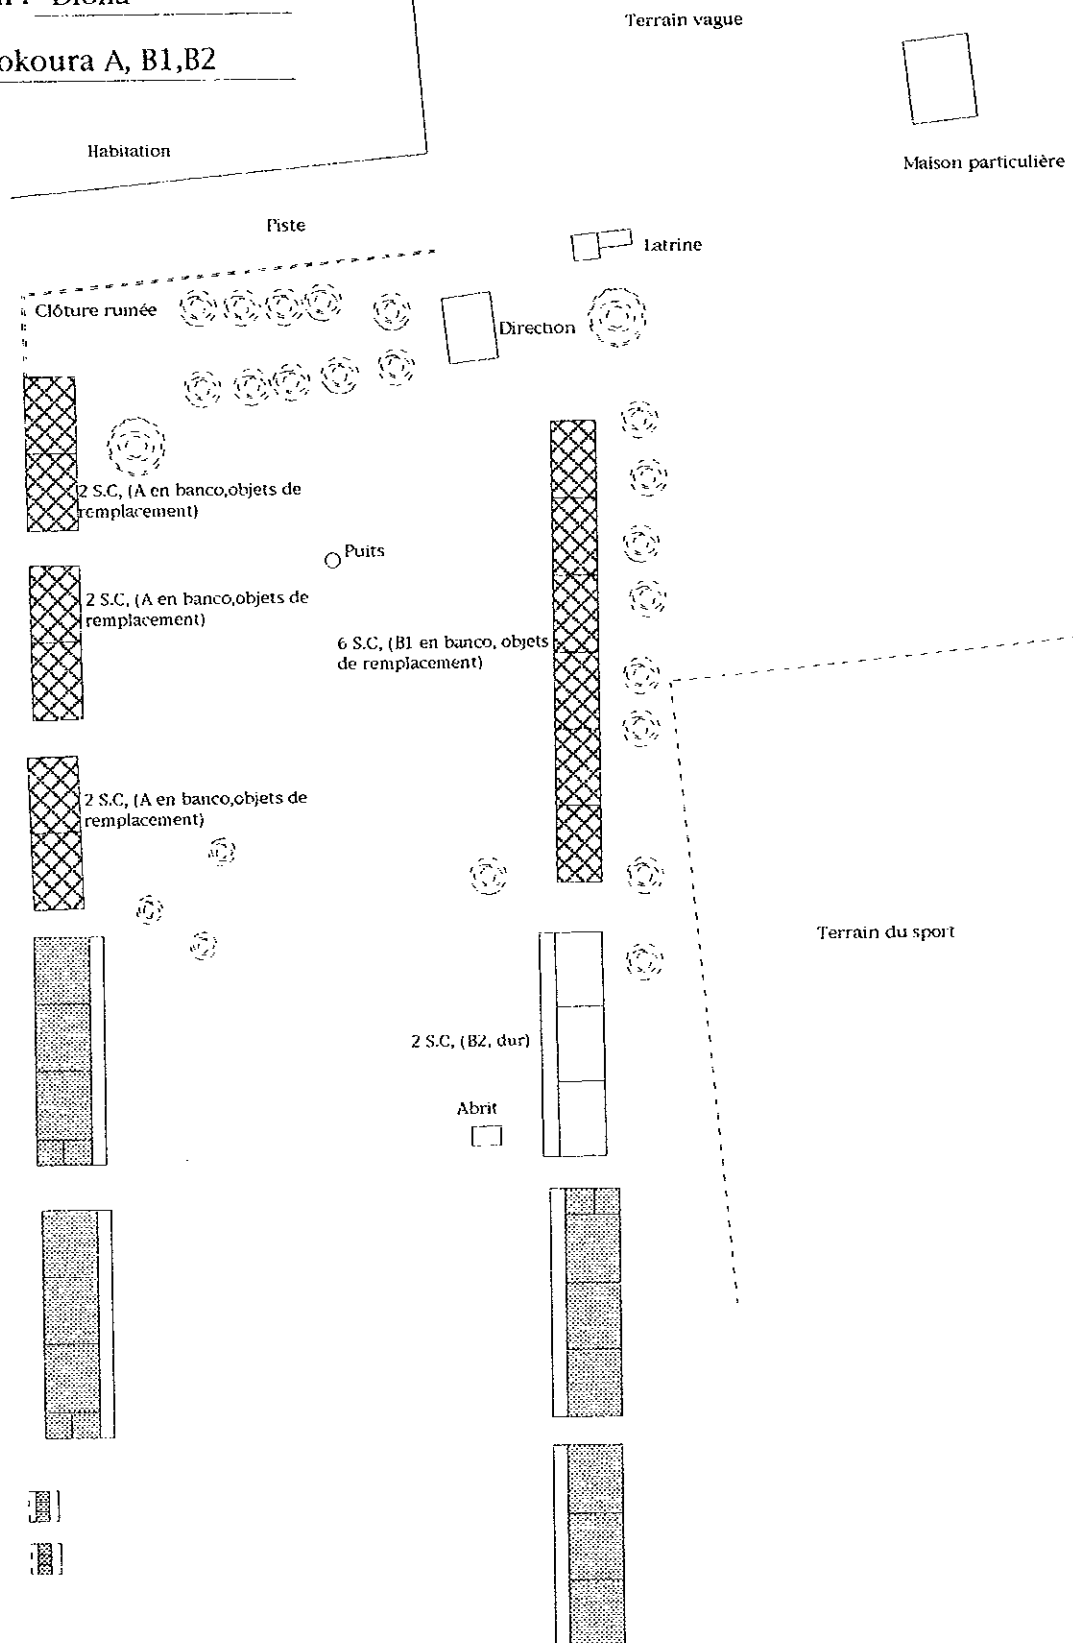 okoura A, B1,B2
Terrain vague
Habitation
Maison particulière
Piste
Latrine
Clôture ruinée
Direction
2 S.C, (A en banco,objets de
remplacement)
Puits
2 S.C, (A en banco,objets de
remplacement)
6 S.C, (B1 en banco, objets
de remplacement)
2 S.C, (A en banco,objets de
remplacement)
Terrain du sport
2 S.C, (B2, dur)
Abrit